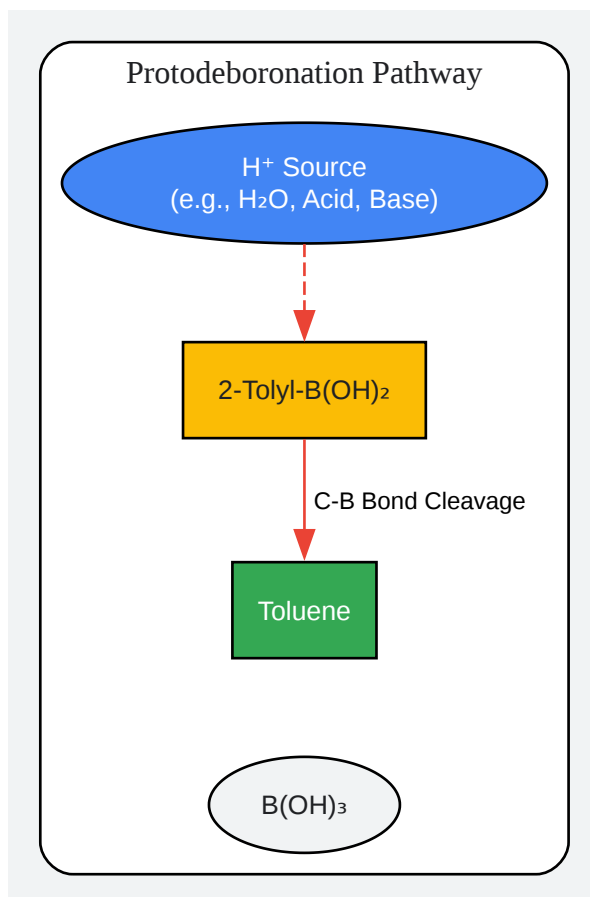 Protodeboronation Pathway
H⁺ Source
(e.g., H₂O, Acid, Base)
2-Tolyl-B(OH)₂
C-B Bond Cleavage
Toluene
B(OH)₃